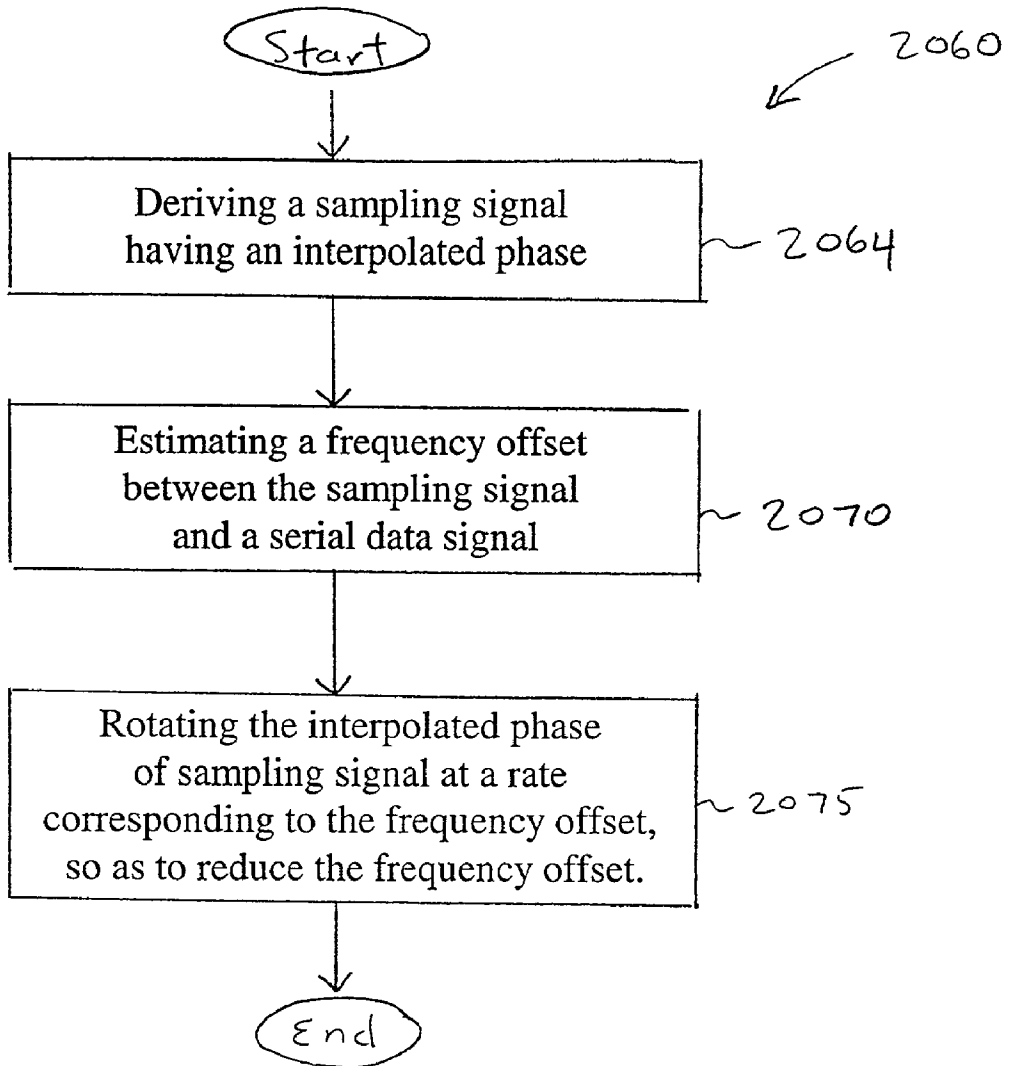 Start
2060
Deriving a sampling signal
having an interpolated phase
2064
Estimating a frequency offset
between the sampling signal
and a serial data signal
2070
Rotating the interpolated phase
of sampling signal at a rate
corresponding to the frequency offset,
so as to reduce the frequency offset.
2075
End